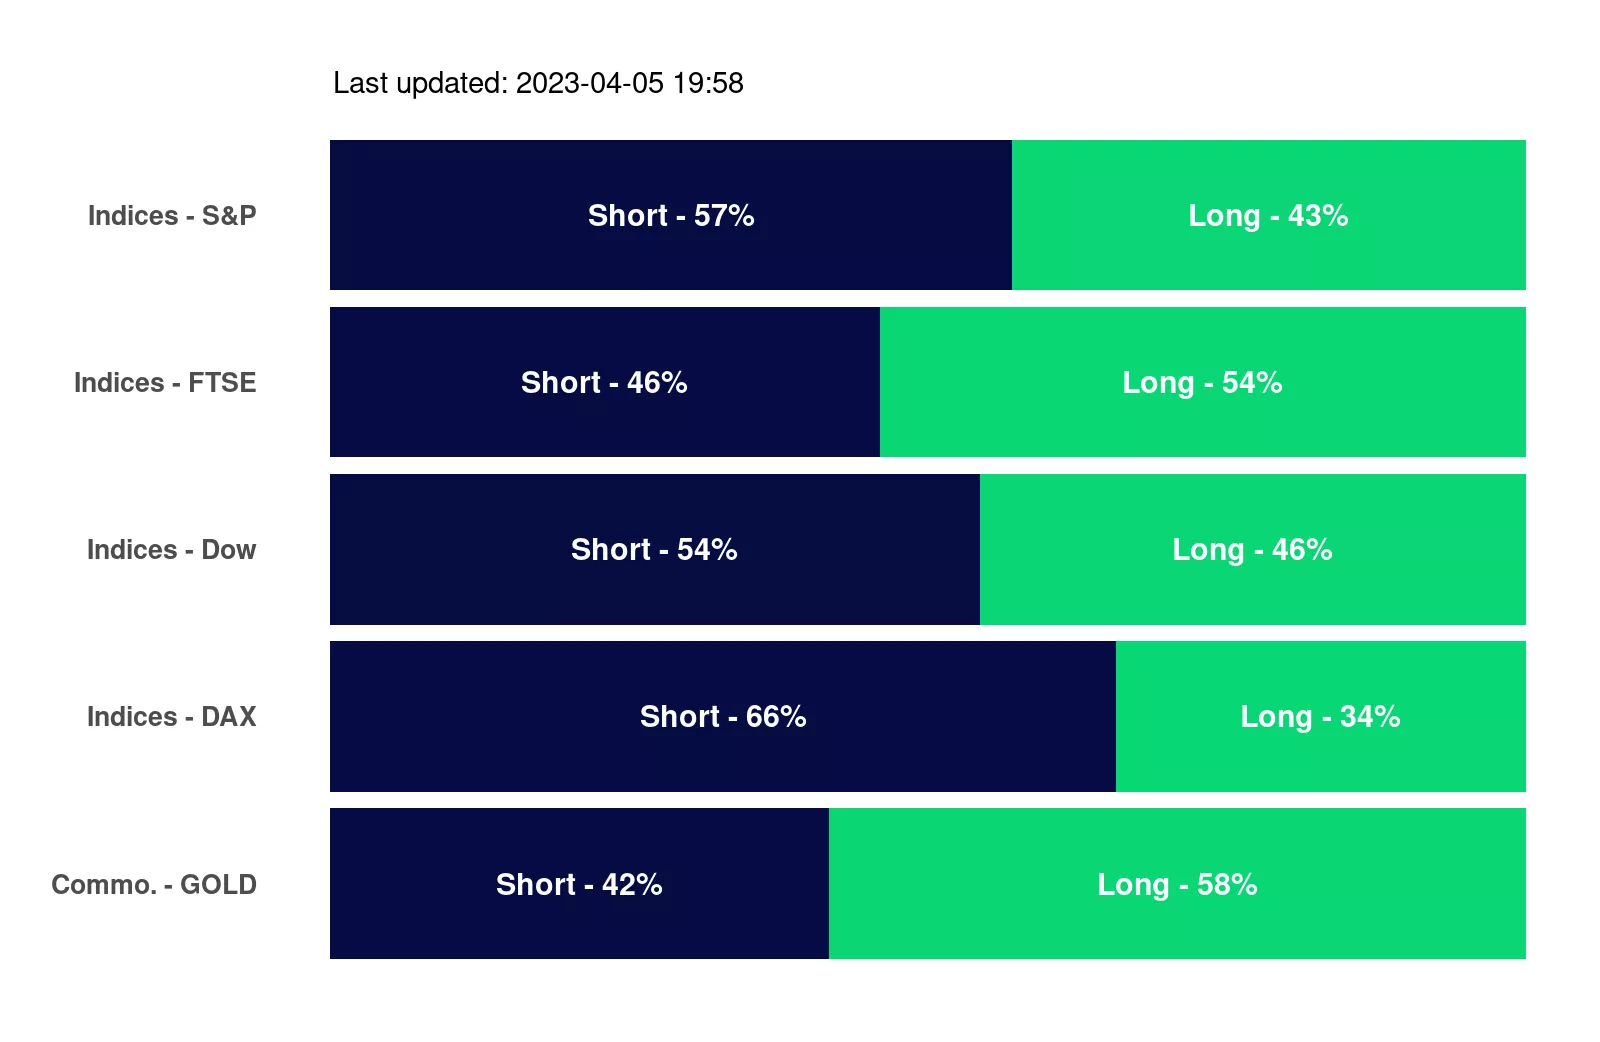 Last updated: 2023-04-05 19:58
Indices - S&P Short - 57% Long - 43%
Indices - FTSE Short - 46% Long - 54%
Indices - Dow Short - 54% Long - 46%
Indices - DAX Short - 66% Long - 34%
Commo. - GOLD Short - 42% Long - 58%